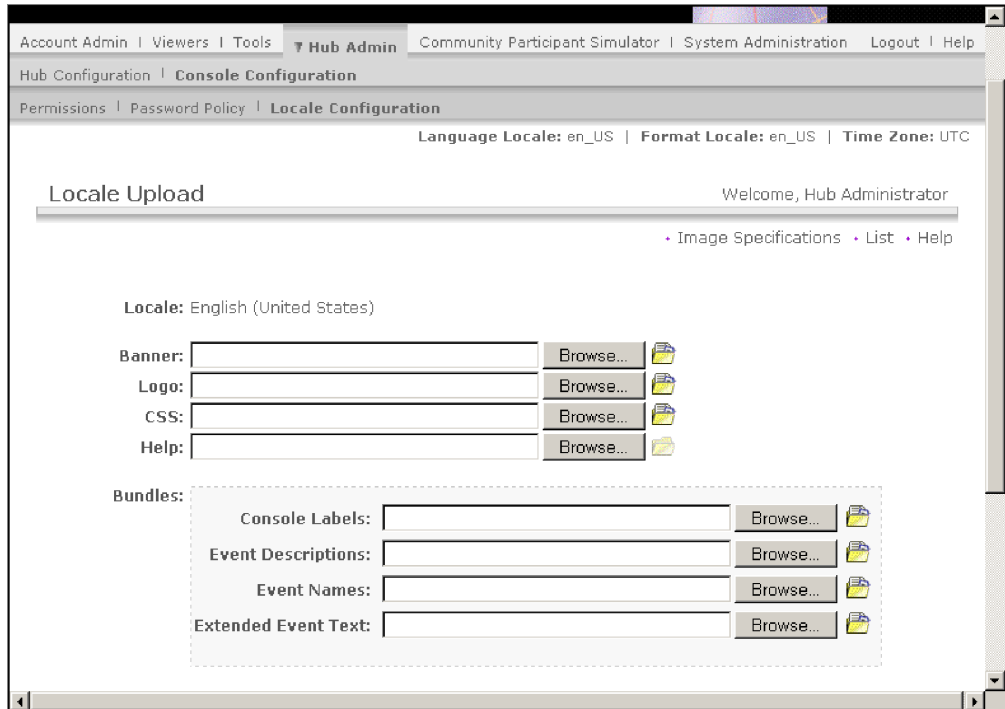 Account Admin | Viewers | Tools Hub Admin Community Participant Simulator | System Administration Logout | Help
Hub Configuration | Console Configuration
Permissions | Password Policy | Locale Configuration
Language Locale: en_US | Format Locale: en_US | Time Zone: UTC
Locale Upload Welcome, Hub Administrator
• Image Specifications • List • Help
Locale: English (United States)
Banner: Browse...
Logo: Browse...
CSS: Browse...
Help: Browse...
Bundles:
Console Labels: Browse...
Event Descriptions: Browse...
Event Names: Browse...
Extended Event Text: Browse...